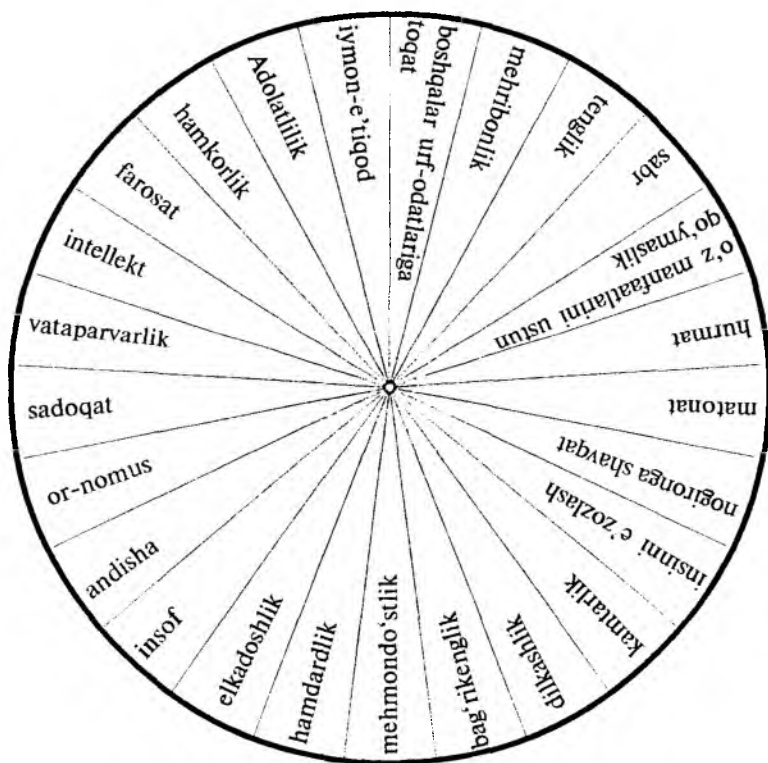 iymon-e'tiqod
boshqalar urf-odatlariga
toqat
mehribonlik
tenglik
sabr
o'z manfaatlarini ustun
qo'ymaslik
hurmat
matonat
nogironga shavqat
insinni e'zozlash
kamtarlik
dilkashlik
bag'rikenglik
mehmondo'stlik
hamdardlik
elkadoshlik
insof
andisha
or-nomus
sadoqat
vataparvarlik
intellekt
farosat
hamkorlik
Adolatlilik